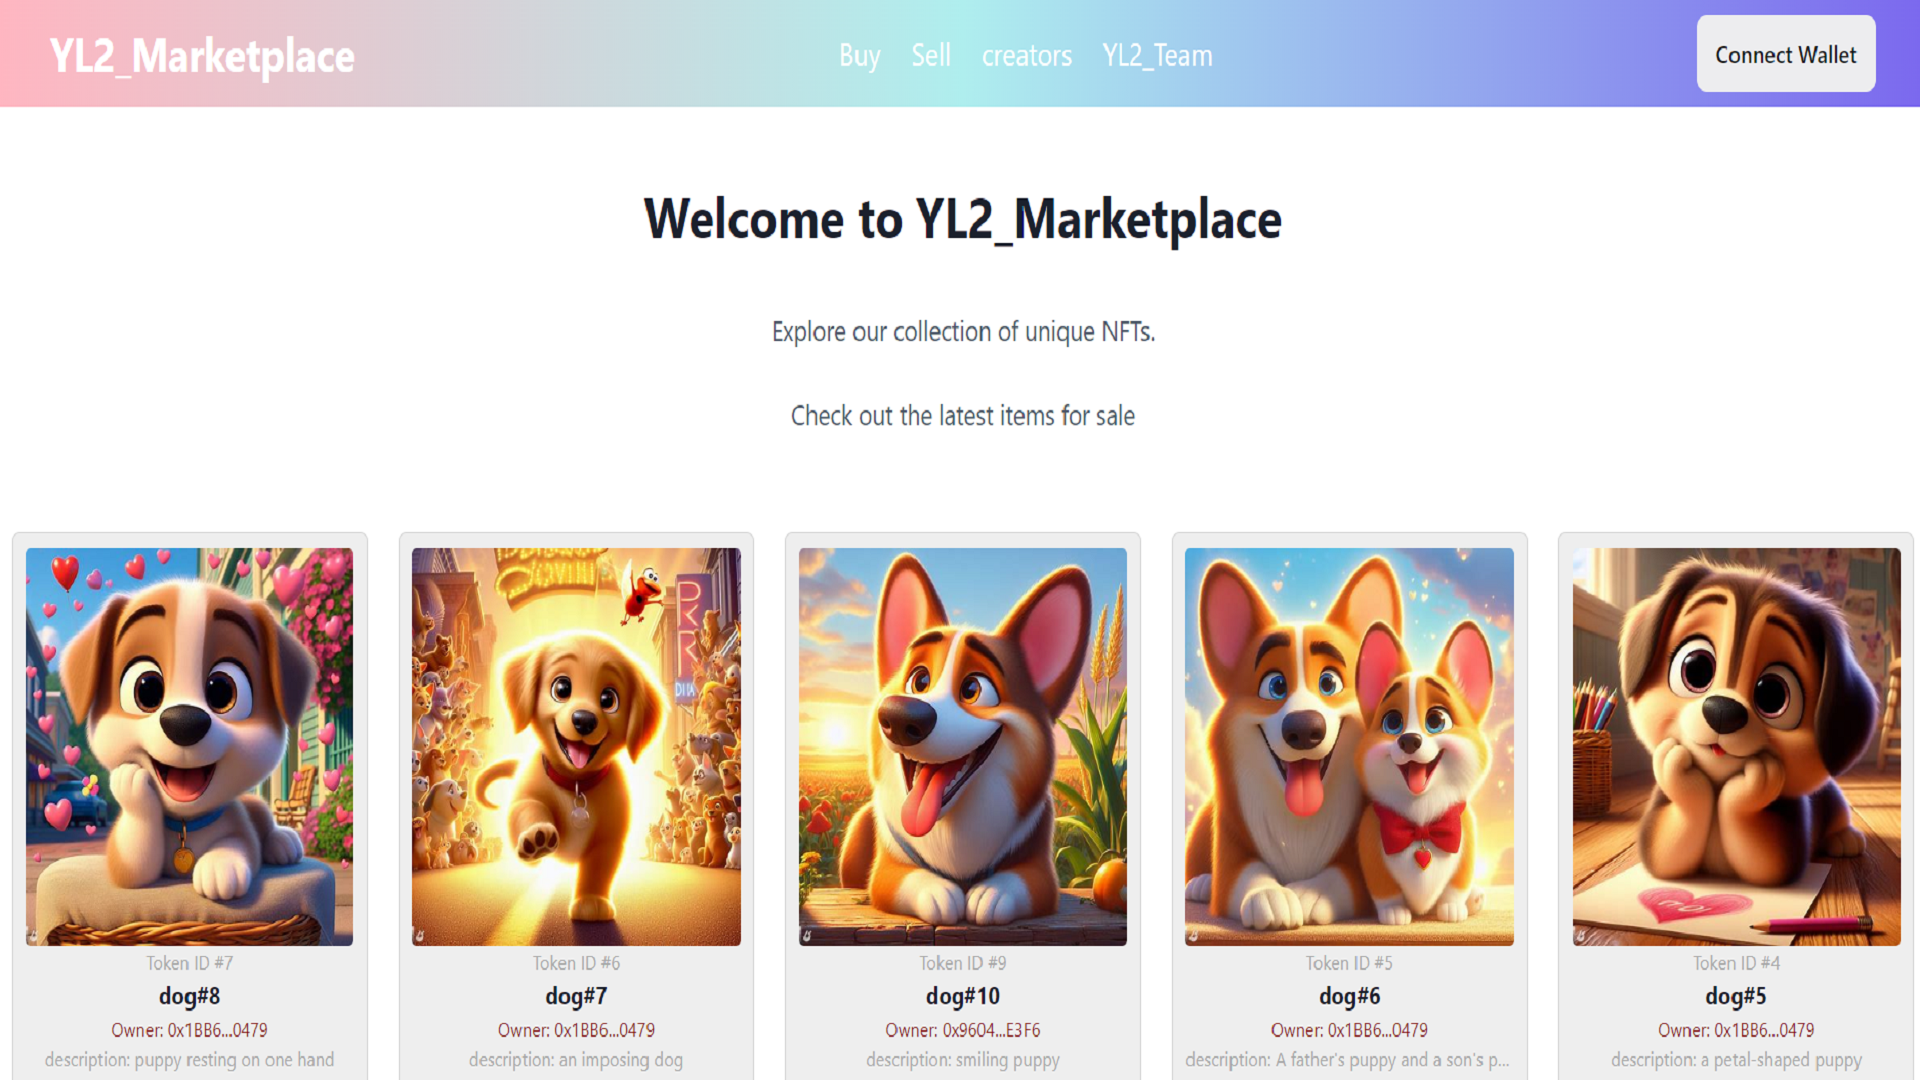 YL2_Marketplace
Buy Sell creators YL2_Team
Connect Wallet
Welcome to YL2_Marketplace
Explore our collection of unique NFTs.
Check out the latest items for sale
Token ID #7
dog#8
Owner: 0x1BB6...0479
description: puppy resting on one hand
Token ID #6
dog#7
Owner: 0x1BB6...0479
description: an imposing dog
Token ID #9
dog#10
Owner: 0x9604...E3F6
description: smiling puppy
Token ID #5
dog#6
Owner: 0x1BB6...0479
description: A father's puppy and a son's p...
Token ID #4
dog#5
Owner: 0x1BB6...0479
description: a petal-shaped puppy